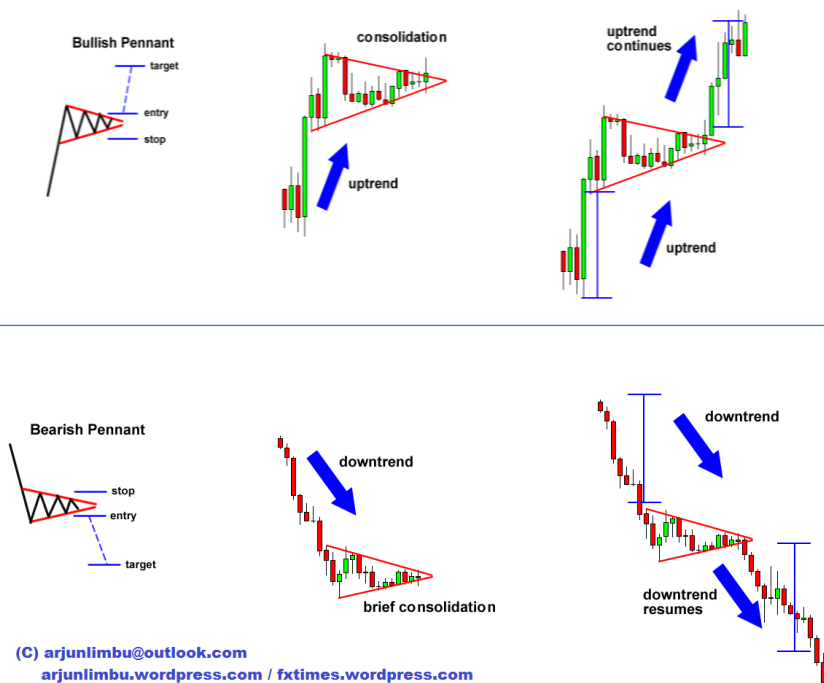 Bullish Pennant
target
entry
stop
consolidation
uptrend
uptrend
continues
uptrend
Bearish Pennant
stop
entry
target
downtrend
brief consolidation
downtrend
downtrend
resumes
(C) arjunlimbu@outlook.com
arjunlimbu.wordpress.com / fxtimes.wordpress.com